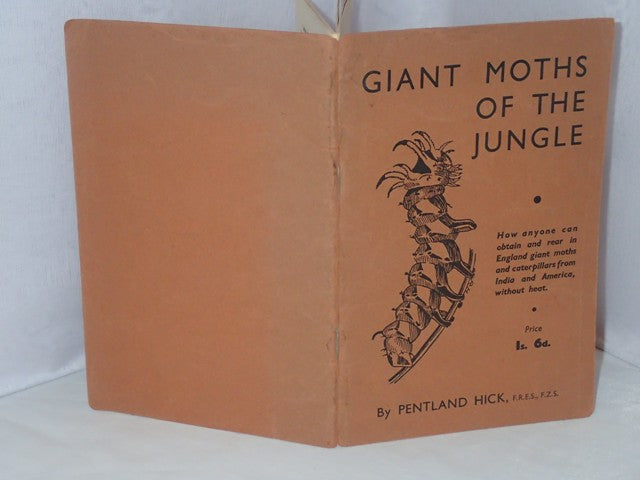 GIANT MOTHS
OF THE
JUNGLE
How anyone can
obtain and rear in
England giant moths
and caterpillars from
India and America,
without heat.
Price
1s. 6d.
By PENTLAND HICK, F.R.E.S., F.Z.S.